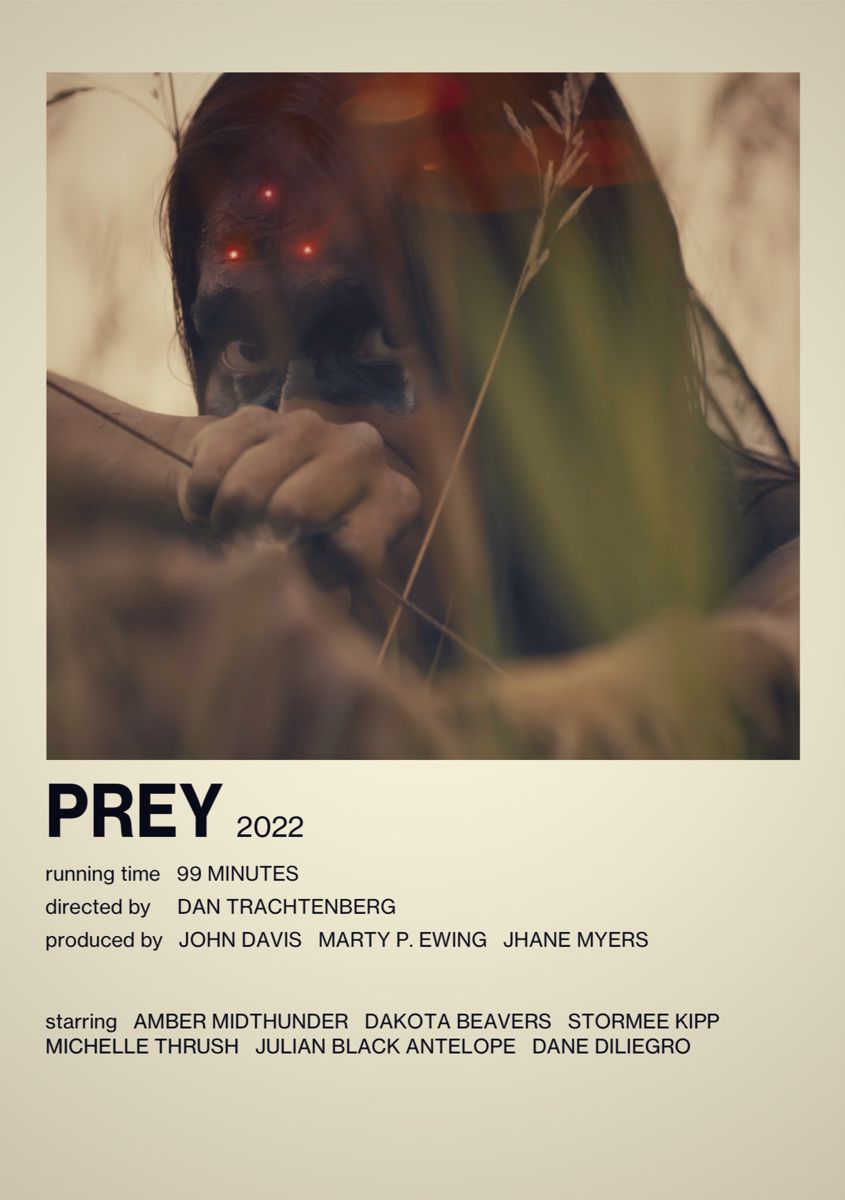 PREY 2022
running time 99 MINUTES
directed by DAN TRACHTENBERG
produced by JOHN DAVIS MARTY P. EWING JHANE MYERS
starring AMBER MIDTHUNDER DAKOTA BEAVERS STORMEE KIPP
MICHELLE THRUSH JULIAN BLACK ANTELOPE DANE DILIEGRO